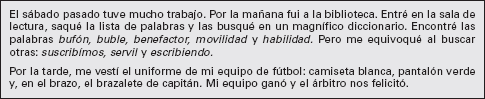 El sábado pasado tuve mucho trabajo. Por la mañana fui a la biblioteca. Entré en la sala de
lectura, saqué la lista de palabras y las busqué en un magnífico diccionario. Encontré las
palabras bufón, buble, benefactor, movilidad y habilidad. Pero me equivoqué al buscar
otras: suscribimos, servil y escribiendo.
Por la tarde, me vestí el uniforme de mi equipo de fútbol: camiseta blanca, pantalón verde
y, en el brazo, el brazalete de capitán. Mi equipo ganó y el árbitro nos felicitó.